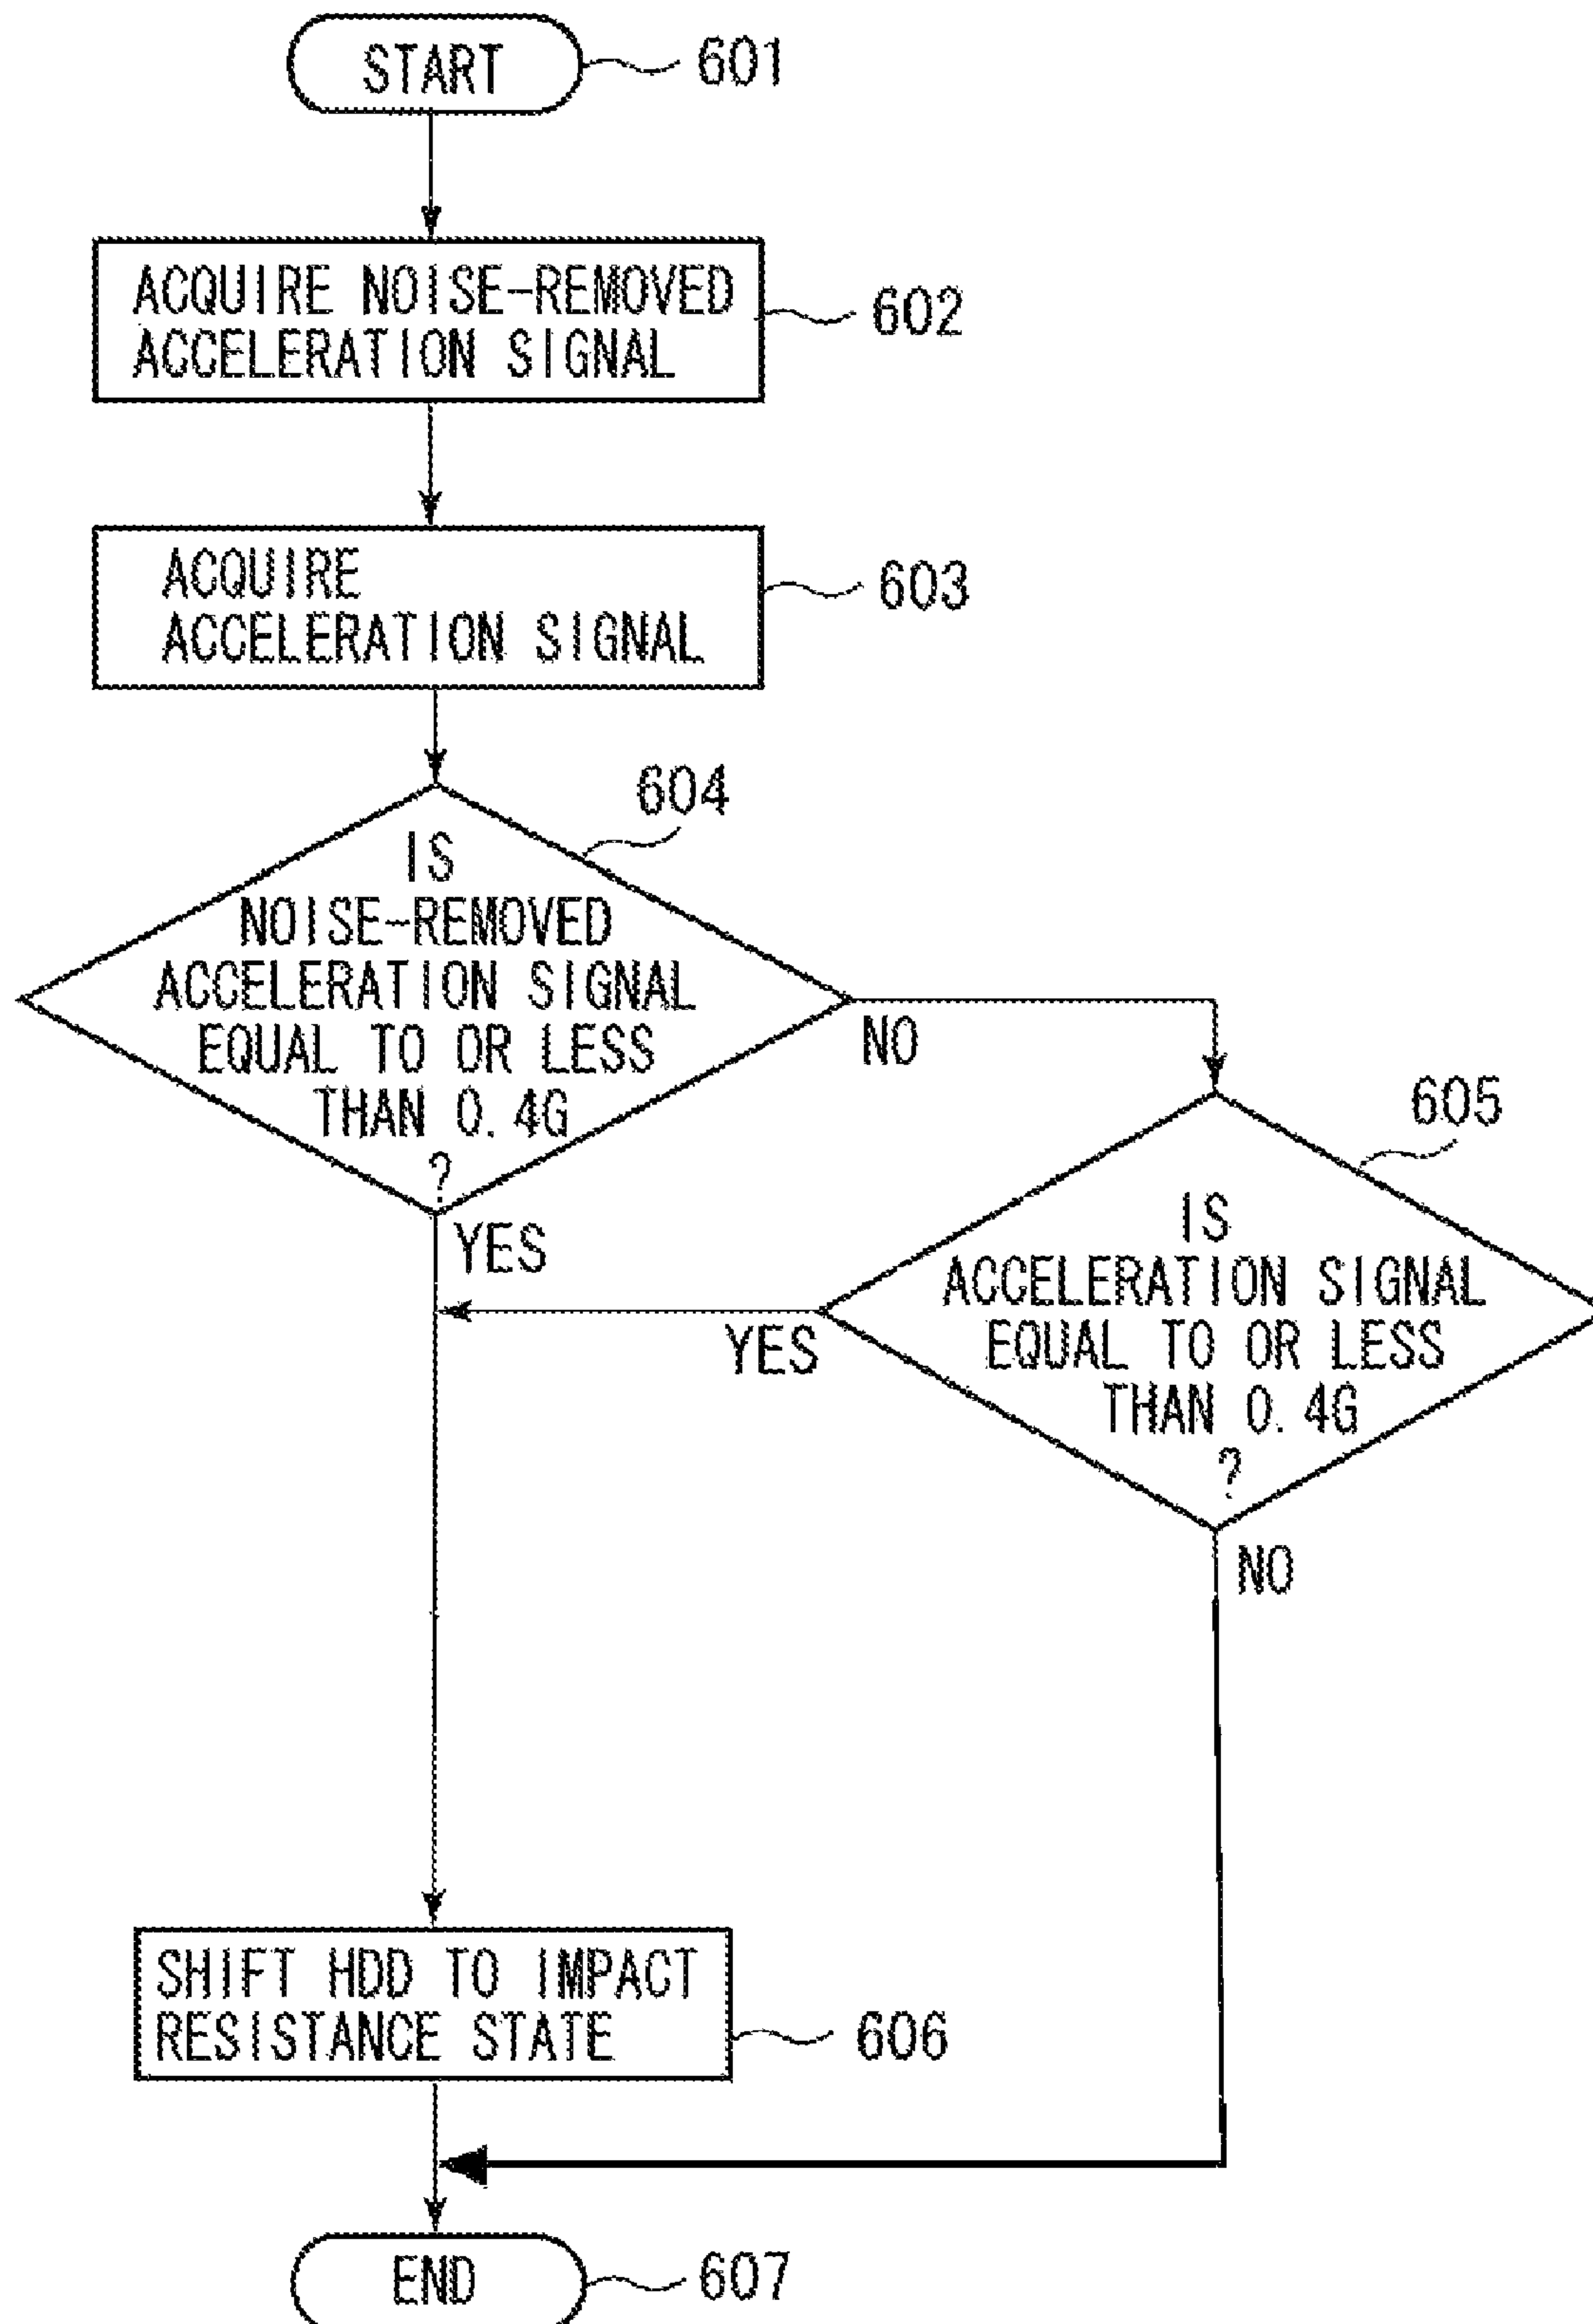 START
601
ACQUIRE NOISE-REMOVED
ACCELERATION SIGNAL
602
ACQUIRE
ACCELERATION SIGNAL
603
604
IS
NOISE-REMOVED
ACCELERATION SIGNAL
EQUAL TO OR LESS
THAN 0.4G
?
NO
YES
605
IS
ACCELERATION SIGNAL
EQUAL TO OR LESS
THAN 0.4G
?
YES
NO
SHIFT HDD TO IMPACT
RESISTANCE STATE
606
END
607